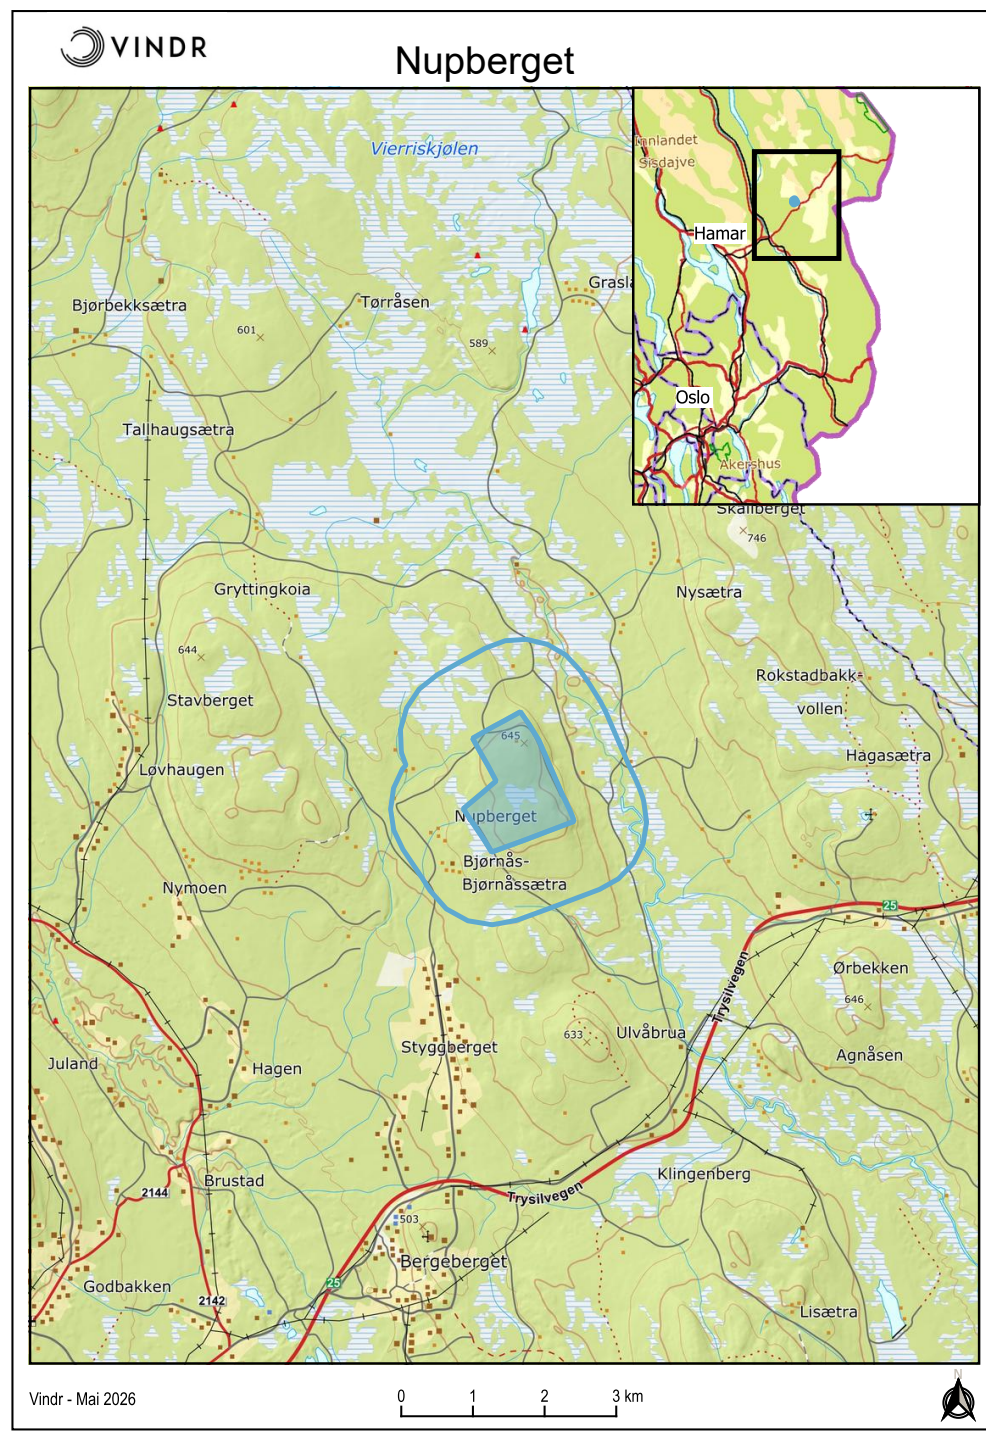 VINDR
Nupberget
Vierriskjølen
Innlandet
Sisdajve
Hamar
Oslo
Akershus
Grasl
Bjørbekksætra
Tørråsen
601
589
Tallhaugsætra
Skallberget
746
Gryttingkoia
Nysætra
644
Stavberget
Rokstadbakk-
vollen
645
Løvhaugen
Hagasætra
Nupberget
Bjørnås-
Bjørnåssætra
Nymoen
25
Trysilvegen
Ørbekken
646
Styggberget
633
Ulvåbrua
Agnåsen
Juland
Hagen
Klingenberg
Brustad
2144
Trysilvegen
503
Bergeberget
Godbakken
25
2142
Lisætra
Vindr - Mai 2026
0 1 2 3 km
N